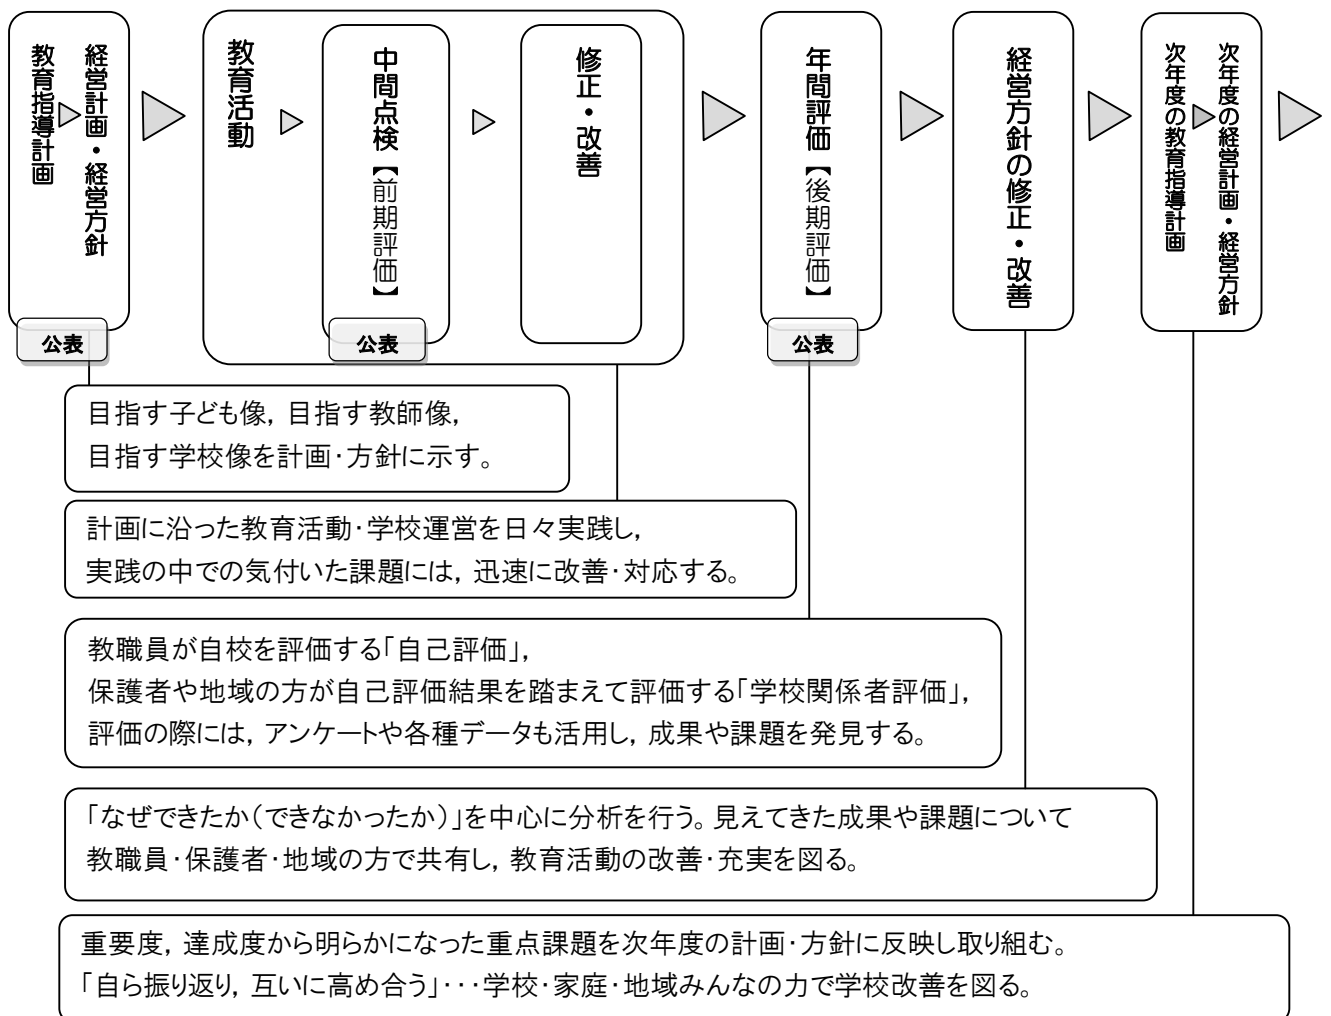 経営計画・経営方針
教育指導計画
公表
教育活動
中間点検【前期評価】
公表
修正・改善
年間評価【後期評価】
公表
経営方針の修正・改善
次年度の経営計画・経営方針
次年度の教育指導計画
目指す子ども像，目指す教師像，
目指す学校像を計画・方針に示す。
計画に沿った教育活動・学校運営を日々実践し，
実践の中での気付いた課題には，迅速に改善・対応する。
教職員が自校を評価する「自己評価」，
保護者や地域の方が自己評価結果を踏まえて評価する「学校関係者評価」，
評価の際には，アンケートや各種データも活用し，成果や課題を発見する。
「なぜできたか（できなかったか）」を中心に分析を行う。見えてきた成果や課題について
教職員・保護者・地域の方で共有し，教育活動の改善・充実を図る。
重要度，達成度から明らかになった重点課題を次年度の計画・方針に反映し取り組む。
「自ら振り返り，互いに高め合う」・・・学校・家庭・地域みんなの力で学校改善を図る。